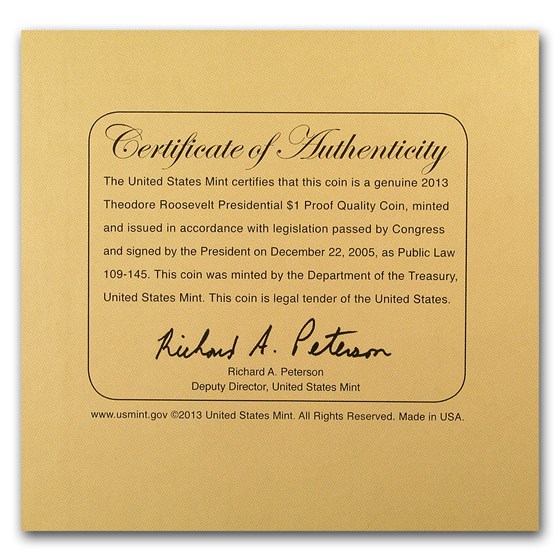 Certificate of Authenticity
The United States Mint certifies that this coin is a genuine 2013
Theodore Roosevelt Presidential $1 Proof Quality Coin, minted
and issued in accordance with legislation passed by Congress
and signed by the President on December 22, 2005, as Public Law
109-145. This coin was minted by the Department of the Treasury,
United States Mint. This coin is legal tender of the United States.
Richard A. Peterson
Richard A. Peterson
Deputy Director, United States Mint
www.usmint.gov ©2013 United States Mint. All Rights Reserved. Made in USA.